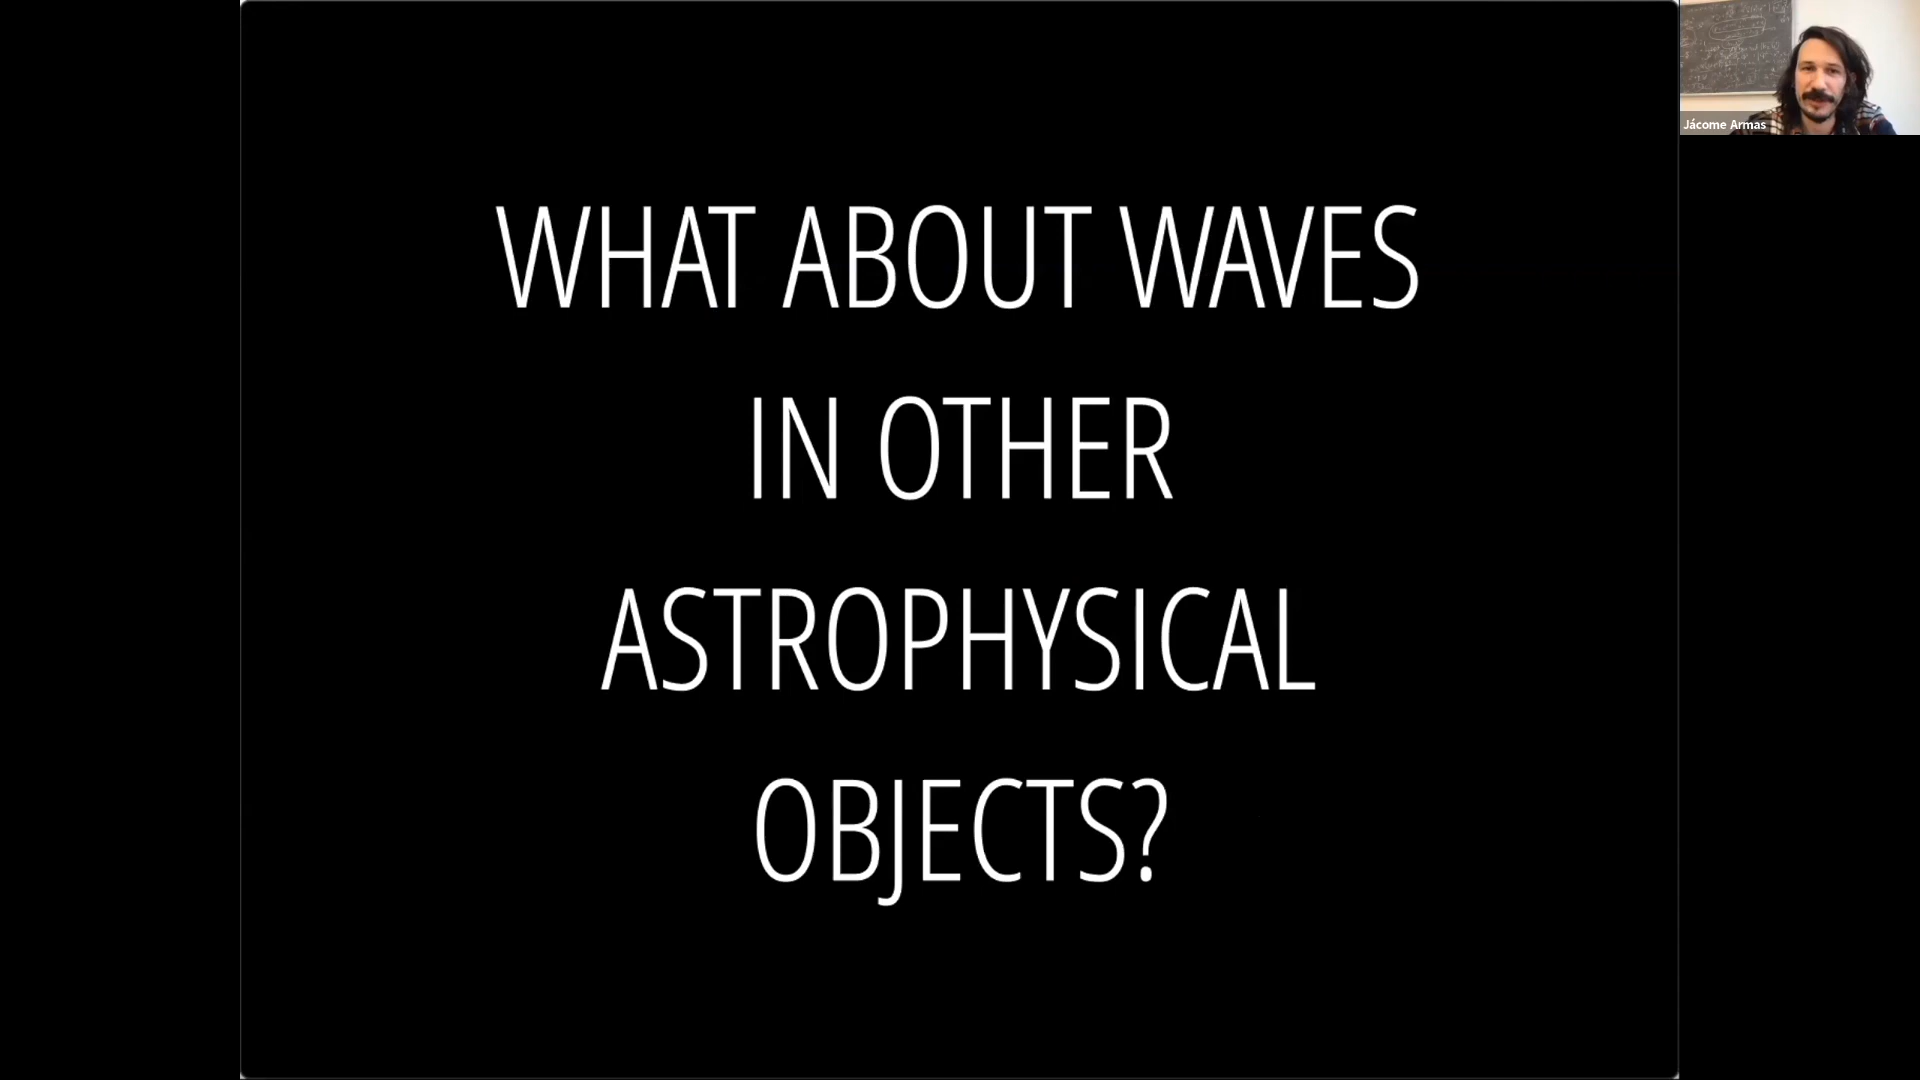 WHAT ABOUT WAVES
IN OTHER
ASTROPHYSICAL
OBJECTS?
Jácome Armas